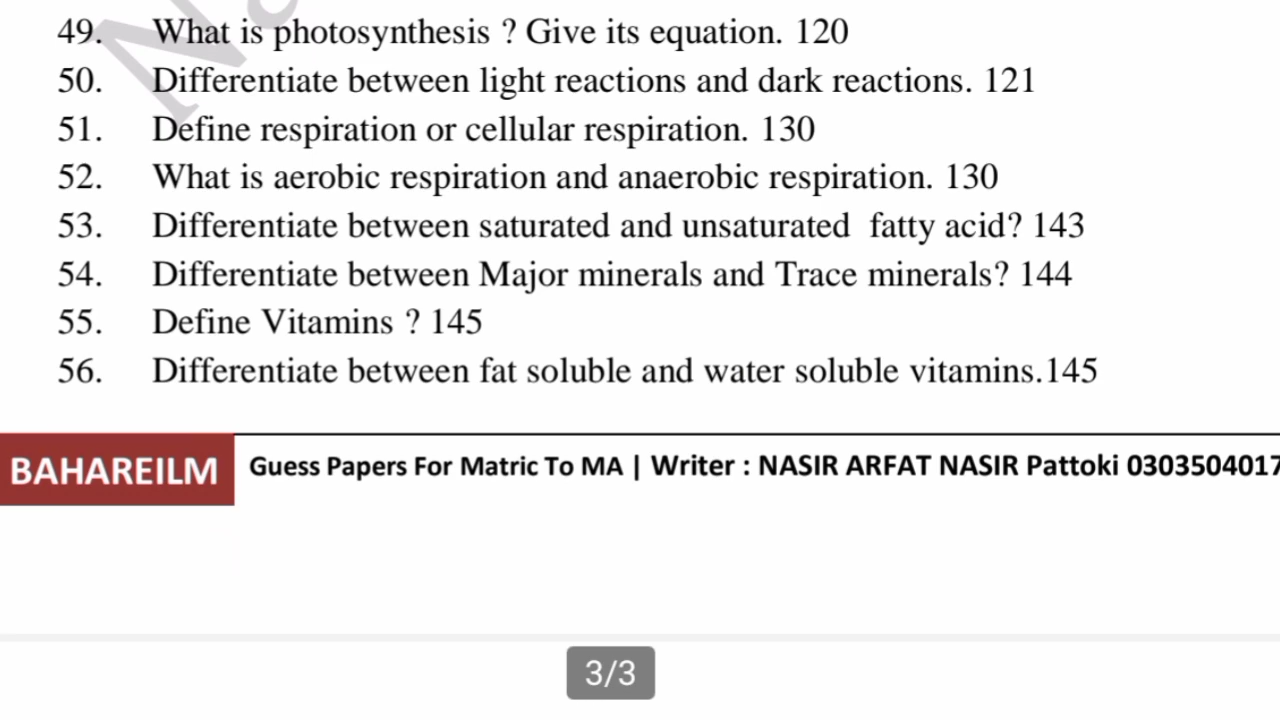 49. What is photosynthesis ? Give its equation. 120
50. Differentiate between light reactions and dark reactions. 121
51. Define respiration or cellular respiration. 130
52. What is aerobic respiration and anaerobic respiration. 130
53. Differentiate between saturated and unsaturated fatty acid? 143
54. Differentiate between Major minerals and Trace minerals? 144
55. Define Vitamins ? 145
56. Differentiate between fat soluble and water soluble vitamins.145
BAHAREILM Guess Papers For Matric To MA | Writer : NASIR ARFAT NASIR Pattoki 0303504017
3/3